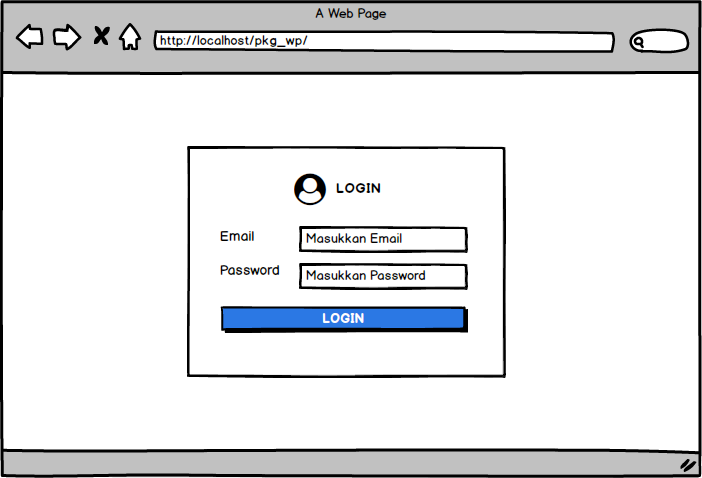 A Web Page
http://localhost/pkg_wp/
LOGIN
Email
Masukkan Email
Password
Masukkan Password
LOGIN